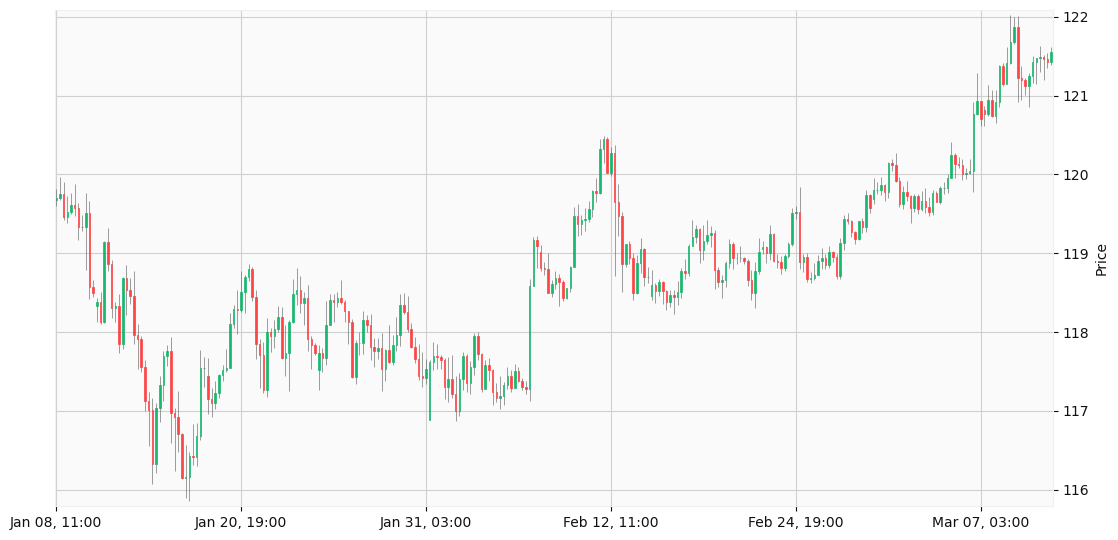 122
121
120
119
118
117
116
Price
Jan 08, 11:00
Jan 20, 19:00
Jan 31, 03:00
Feb 12, 11:00
Feb 24, 19:00
Mar 07, 03:00